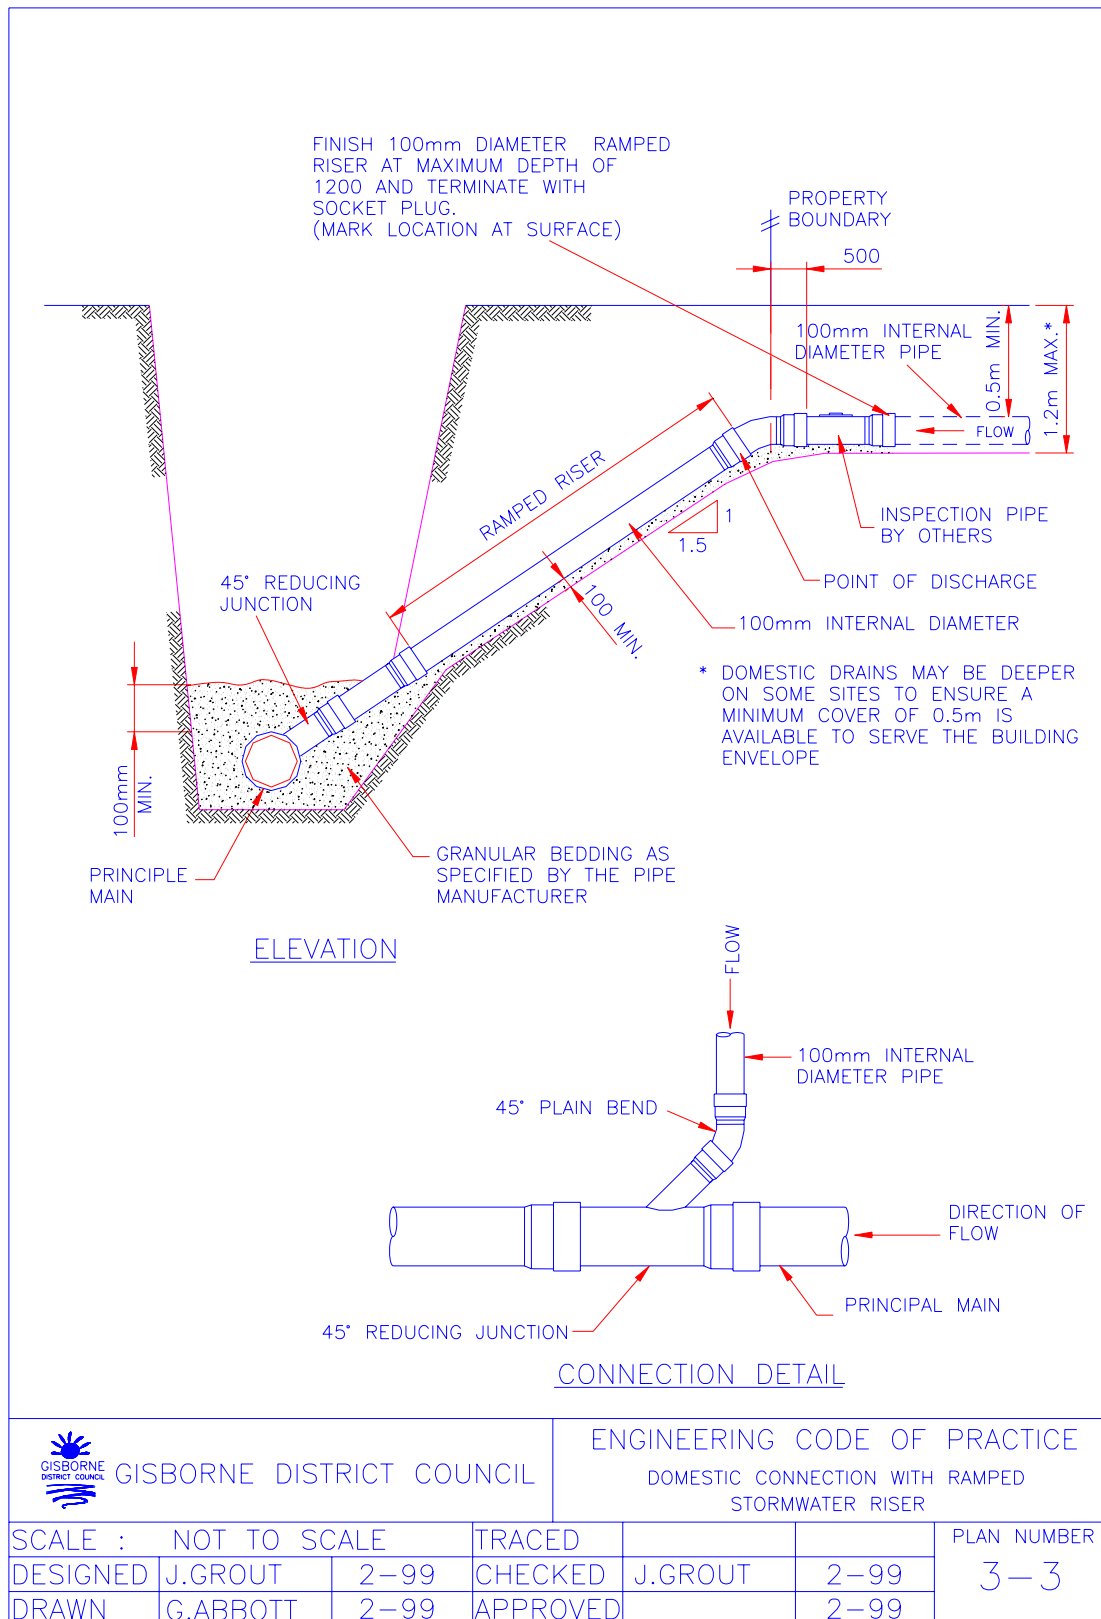 FINISH 100mm DIAMETER RAMPED
RISER AT MAXIMUM DEPTH OF
1200 AND TERMINATE WITH
SOCKET PLUG.
(MARK LOCATION AT SURFACE)
PROPERTY
BOUNDARY
500
100mm INTERNAL
DIAMETER PIPE
0.5m MIN.
1.2m MAX.*
FLOW
RAMPED RISER
1
1.5
INSPECTION PIPE
BY OTHERS
POINT OF DISCHARGE
45° REDUCING
JUNCTION
100 MIN.
100mm INTERNAL DIAMETER
* DOMESTIC DRAINS MAY BE DEEPER
ON SOME SITES TO ENSURE A
MINIMUM COVER OF 0.5m IS
AVAILABLE TO SERVE THE BUILDING
ENVELOPE
100mm
MIN.
PRINCIPLE
MAIN
GRANULAR BEDDING AS
SPECIFIED BY THE PIPE
MANUFACTURER
ELEVATION
FLOW
100mm INTERNAL
DIAMETER PIPE
45° PLAIN BEND
DIRECTION OF
FLOW
PRINCIPAL MAIN
45° REDUCING JUNCTION
CONNECTION DETAIL
GISBORNE
DISTRICT COUNCIL
GISBORNE DISTRICT COUNCIL
ENGINEERING CODE OF PRACTICE
DOMESTIC CONNECTION WITH RAMPED
STORMWATER RISER
SCALE : NOT TO SCALE TRACED
PLAN NUMBER
3-3
DESIGNED J.GROUT 2-99 CHECKED J.GROUT 2-99
DRAWN G.ABBOTT 2-99 APPROVED 2-99